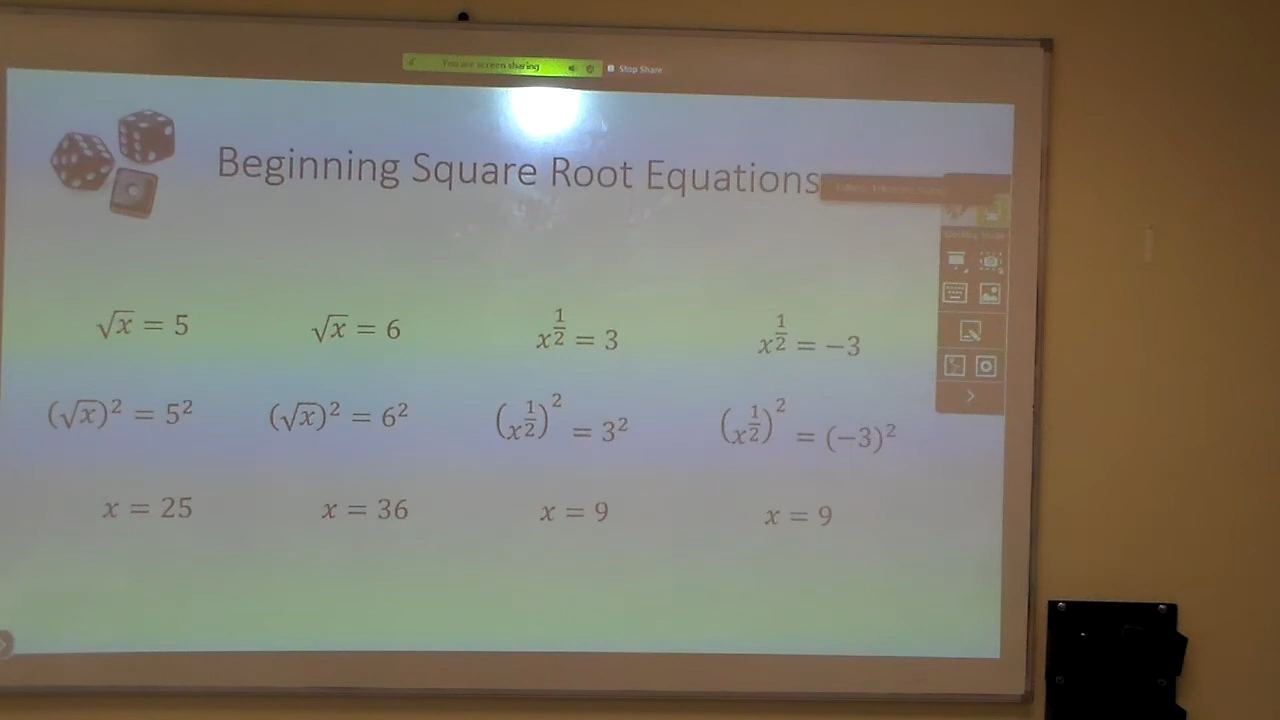 You are screen sharing Stop Share
Beginning Square Root Equations
√x = 5 √x = 6 x^{1/2} = 3 x^{1/2} = −3
(√x)² = 5² (√x)² = 6² (x^{1/2})² = 3² (x^{1/2})² = (−3)²
x = 25 x = 36 x = 9 x = 9